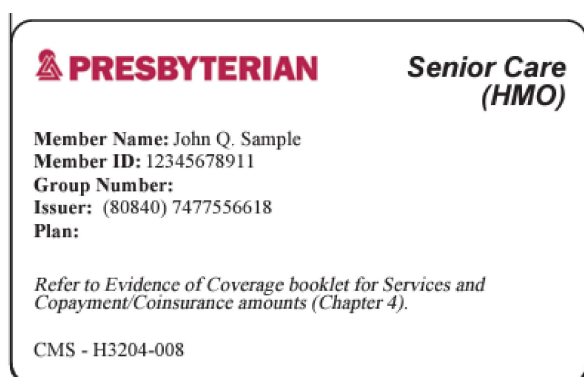 PRESBYTERIAN
Senior Care
(HMO)
Member Name: John Q. Sample
Member ID: 12345678911
Group Number:
Issuer: (80840) 7477556618
Plan:
Refer to Evidence of Coverage booklet for Services and
Copayment/Coinsurance amounts (Chapter 4).
CMS - H3204-008